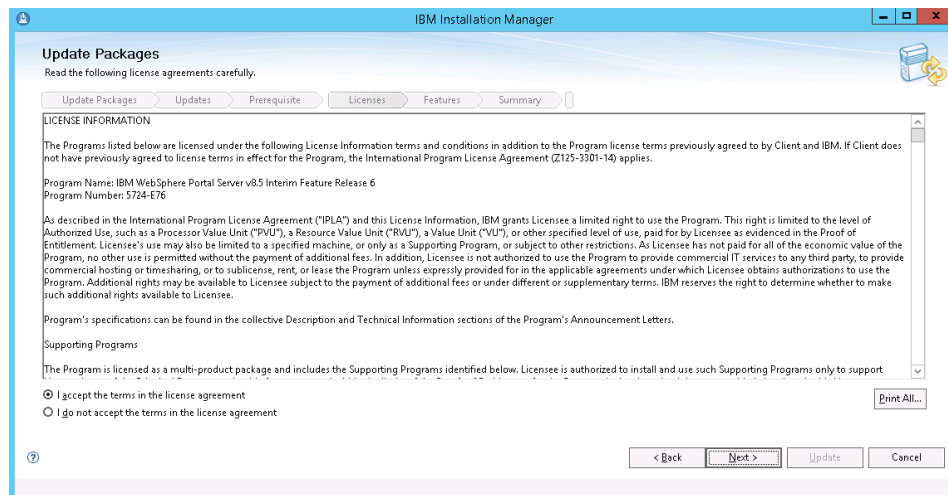 IBM Installation Manager
Update Packages
Read the following license agreements carefully.
Update Packages
Updates
Prerequisite
Licenses
Features
Summary
LICENSE INFORMATION
The Programs listed below are licensed under the following License Information terms and conditions in addition to the Program license terms previously agreed to by Client and IBM. If Client does
not have previously agreed to license terms in effect for the Program, the International Program License Agreement (Z125-3301-14) applies.
Program Name: IBM WebSphere Portal Server v8.5 Interim Feature Release 6
Program Number: 5724-E76
As described in the International Program License Agreement ("IPLA") and this License Information, IBM grants Licensee a limited right to use the Program. This right is limited to the level of
Authorized Use, such as a Processor Value Unit ("PVU"), a Resource Value Unit ("RVU"), a Value Unit ("VU"), or other specified level of use, paid for by Licensee as evidenced in the Proof of
Entitlement. Licensee's use may also be limited to a specified machine, or only as a Supporting Program, or subject to other restrictions. As Licensee has not paid for all of the economic value of the
Program, no other use is permitted without the payment of additional fees. In addition, Licensee is not authorized to use the Program to provide commercial IT services to any third party, to provide
commercial hosting or timesharing, or to sublicense, rent, or lease the Program unless expressly provided for in the applicable agreements under which Licensee obtains authorizations to use the
Program. Additional rights may be available to Licensee subject to the payment of additional fees or under different or supplementary terms. IBM reserves the right to determine whether to make
such additional rights available to Licensee.
Program's specifications can be found in the collective Description and Technical Information sections of the Program's Announcement Letters.
Supporting Programs
The Program is licensed as a multi-product package and includes the Supporting Programs identified below. Licensee is authorized to install and use such Supporting Programs only to support
I accept the terms in the license agreement
Print All...
I do not accept the terms in the license agreement
< Back
Next >
Update
Cancel